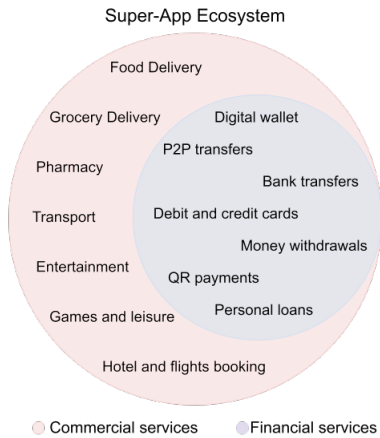 Super-App Ecosystem
Food Delivery
Grocery Delivery
Digital wallet
P2P transfers
Pharmacy
Bank transfers
Transport
Debit and credit cards
Money withdrawals
Entertainment
QR payments
Games and leisure
Personal loans
Hotel and flights booking
Commercial services
Financial services